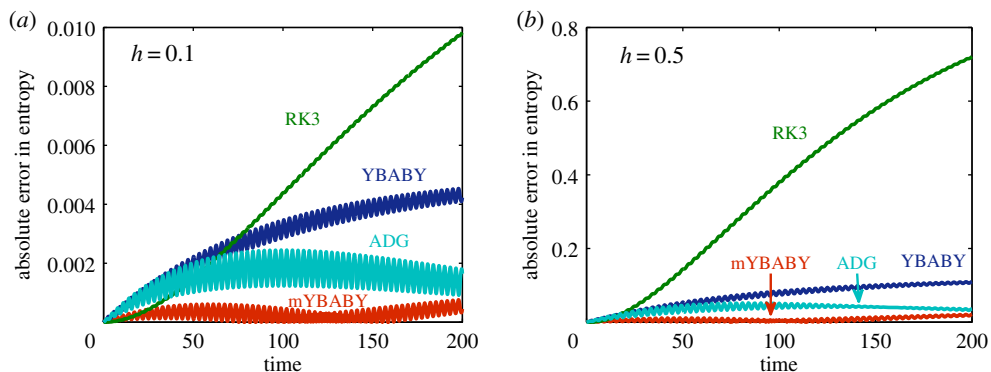 (a)
0.010
0.008
0.006
0.004
0.002
0
50
100
150
200
time
absolute error in entropy
h = 0.1
RK3
YBABY
ADG
mYBABY
(b)
0.8
0.6
0.4
0.2
0
50
100
150
200
time
absolute error in entropy
h = 0.5
RK3
YBABY
mYBABY
ADG